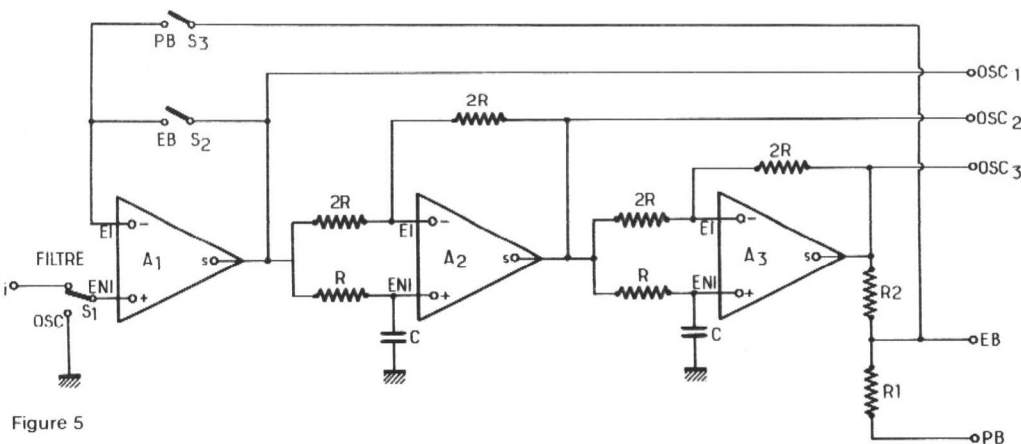 PB S3
OSC 1
2R
OSC 2
EB S2
2R
OSC 3
2R
2R
EI -
EI -
EI -
FILTRE
A1
s
A2
s
A3
s
i
ENI +
R
ENI +
R
ENI +
S1
R2
OSC
C
C
EB
R1
Figure 5
PB